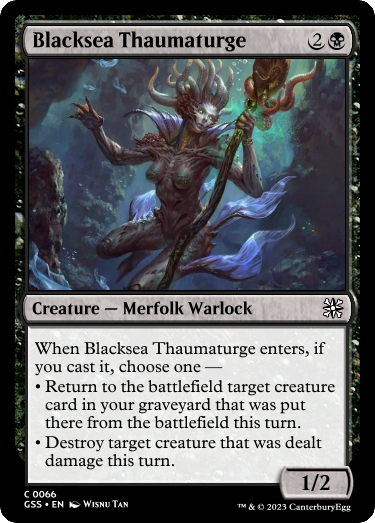 Blacksea Thaumaturge 2
Creature — Merfolk Warlock
When Blacksea Thaumaturge enters, if
you cast it, choose one —
• Return to the battlefield target creature
card in your graveyard that was put
there from the battlefield this turn.
• Destroy target creature that was dealt
damage this turn.
1/2
C 0066
GSS • EN Wisnu Tan
™ & © 2023 CanterburyEgg